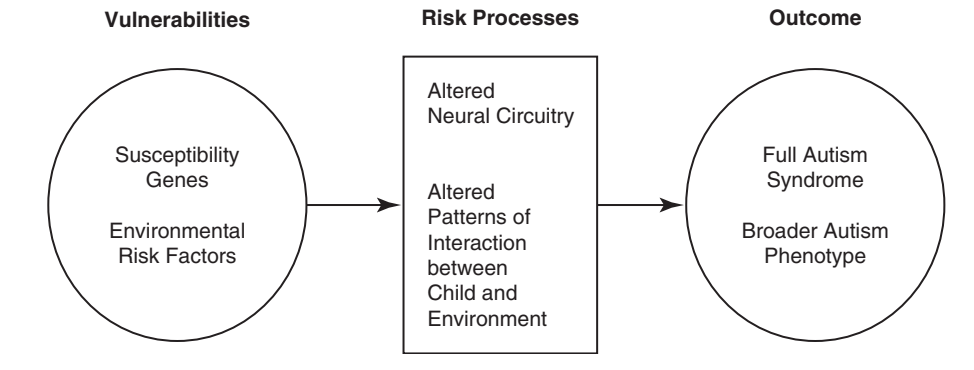 Vulnerabilities
Risk Processes
Outcome
Susceptibility
Genes
Environmental
Risk Factors
Altered
Neural Circuitry
Altered
Patterns of
Interaction
between
Child and
Environment
Full Autism
Syndrome
Broader Autism
Phenotype